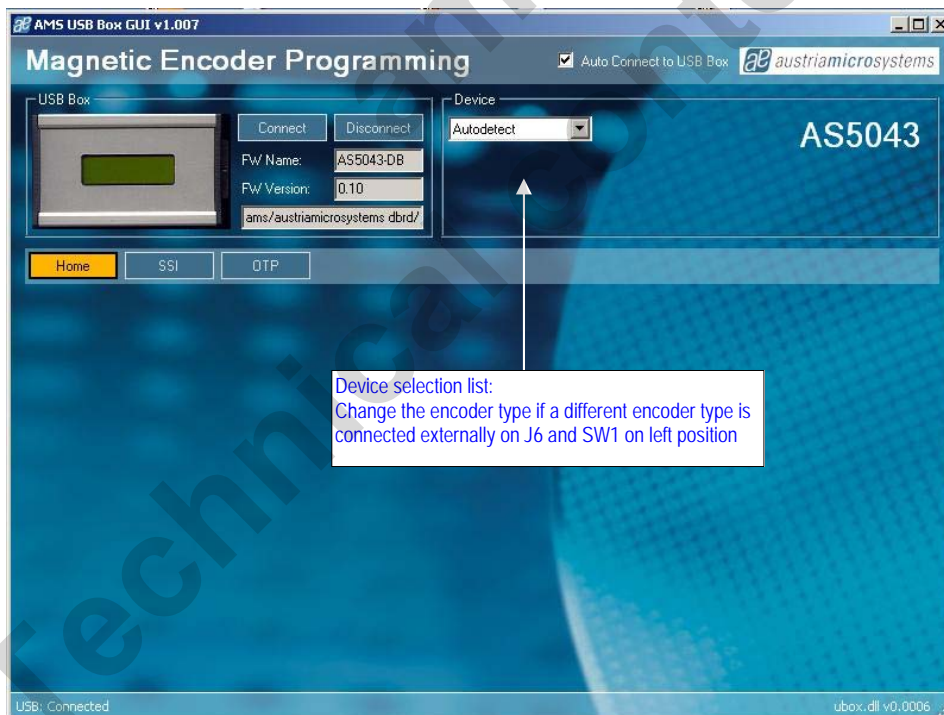 AMS USB Box GUI v1.007
Magnetic Encoder Programming
Auto Connect to USB Box
austriamicrosystems
USB Box
Connect
Disconnect
FW Name:
AS5043-DB
FW Version:
0.10
ams/austriamicrosystems dbrd/
Device
Autodetect
AS5043
Home
SSI
OTP
Device selection list:
Change the encoder type if a different encoder type is
connected externally on J6 and SW1 on left position
USB: Connected
ubox.dll v0.0006
Technical